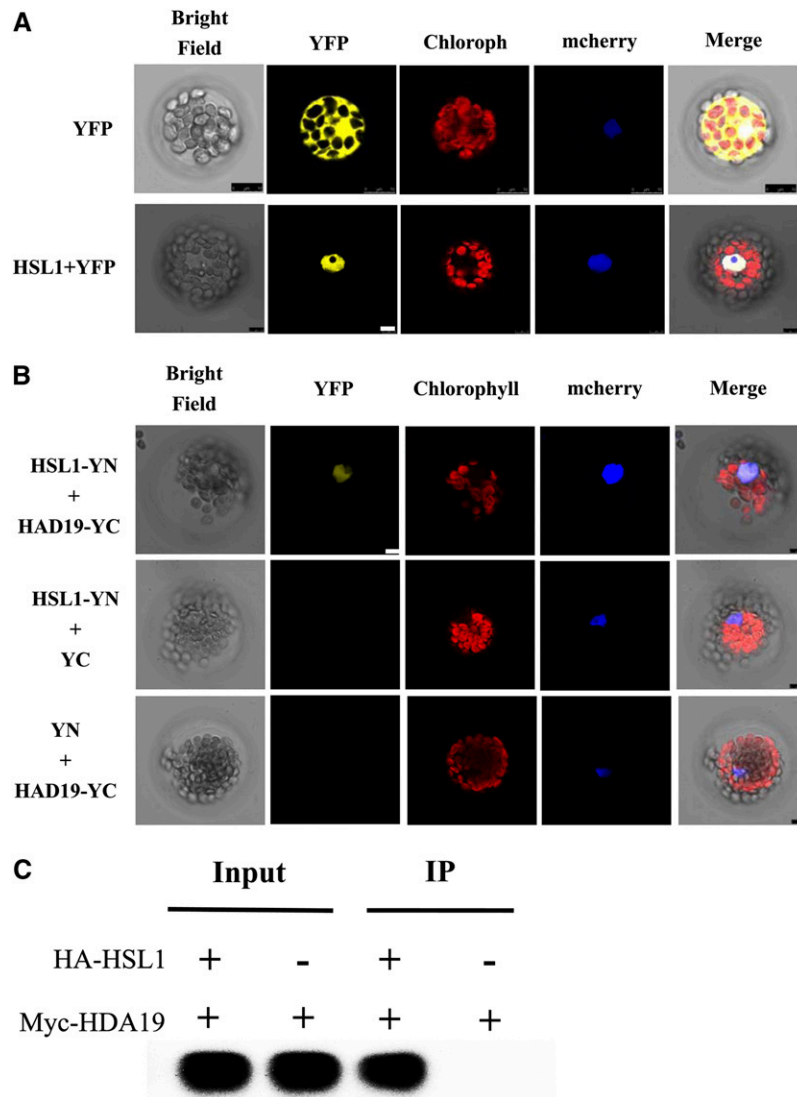 A
Bright Field YFP Chloroph mcherry Merge
YFP
HSL1+YFP
B
Bright Field YFP Chlorophyll mcherry Merge
HSL1-YN
+
HAD19-YC
HSL1-YN
+
YC
YN
+
HAD19-YC
C
Input IP
HA-HSL1 + - + -
Myc-HDA19 + + + +